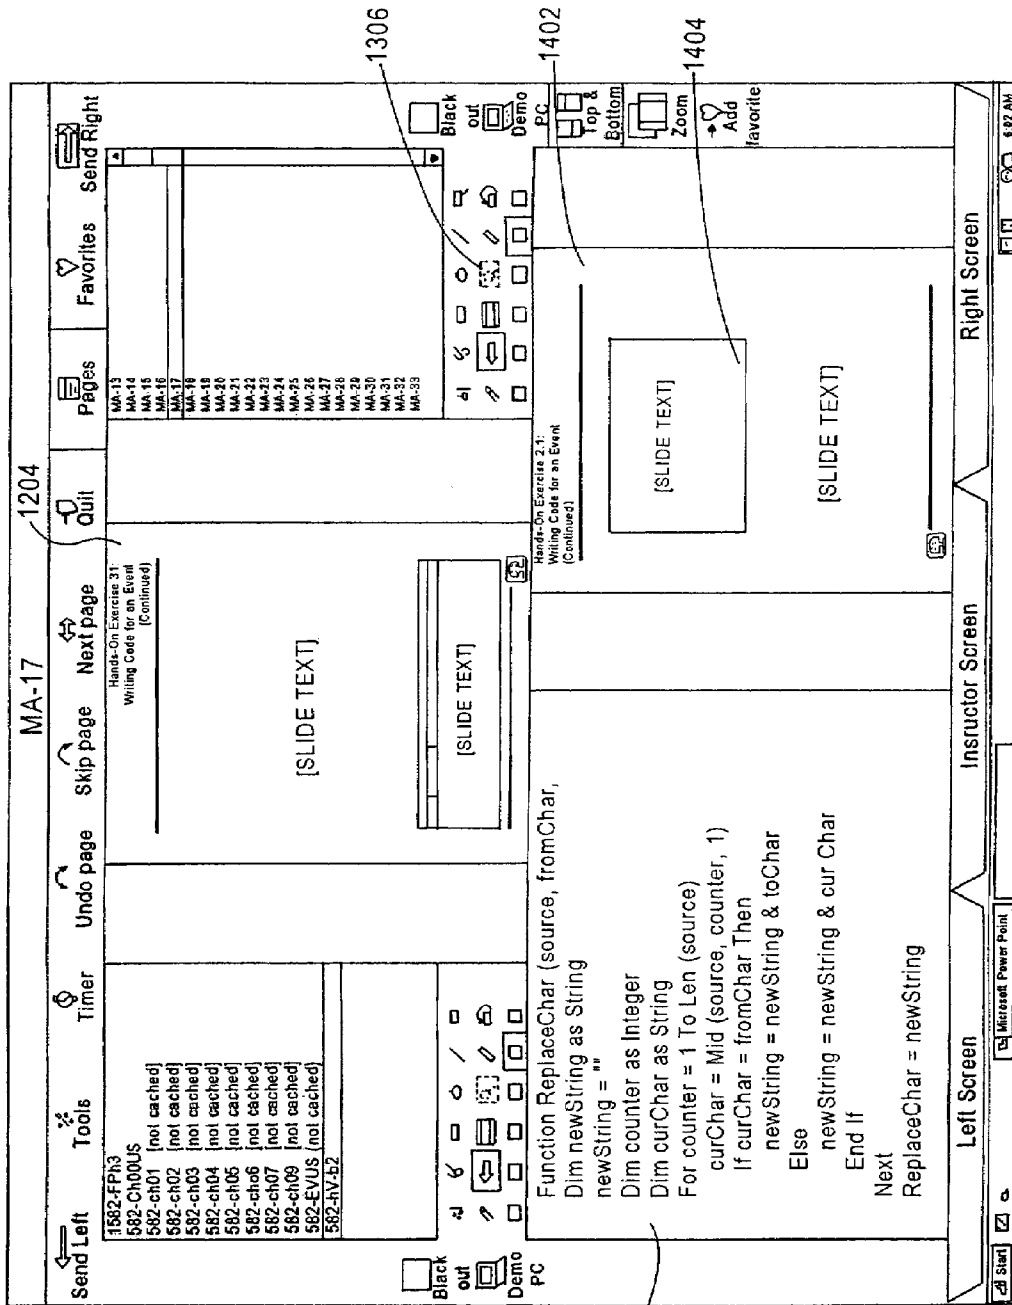 MA-17
1204
Send Left
Tools
Timer
Undo page
Skip page
Next page
Quit
Pages
Favorites
Send Right
1582-FPh3
582-Ch00US
582-ch01 [not cached]
582-ch02 [not cached]
582-ch03 [not cached]
582-ch04 [not cached]
582-ch05 [not cached]
582-cho6 [not cached]
582-ch07 [not cached]
582-ch09 [not cached]
582-EVUS (not cached]
582-hV-b2
Hands-On Exercise 31:
Writing Code for an Event
[Continued)
[SLIDE TEXT]
[SLIDE TEXT]
MA-13
MA-14
MA-15
MA-16
MA-17
MA-18
MA-19
MA-20
MA-21
MA-22
MA-23
MA-24
MA-25
MA-26
MA-27
MA-28
MA-29
MA-30
MA-31
MA-32
MA-33
Black
out
Demo
PC
Black
out
Demo
PC
1306
Function ReplaceChar (source, fromChar,
Dim newString as String
newString = ""
Dim counter as Integer
Dim curChar as String
For counter = 1 To Len (source)
curChar = Mid (source, counter, 1)
If curChar = fromChar Then
newString = newString & toChar
Else
newString = newString & cur Char
End If
Next
ReplaceChar = newString
Hands-On Exercise 2.1:
Writing Code for an Event
(Continued)
[SLIDE TEXT]
[SLIDE TEXT]
Top &
Bottom
Zoom
Add
favorite
1402
1404
Left Screen
Insructor Screen
Right Screen
Start
Microsoft Power Point
6:02 AM